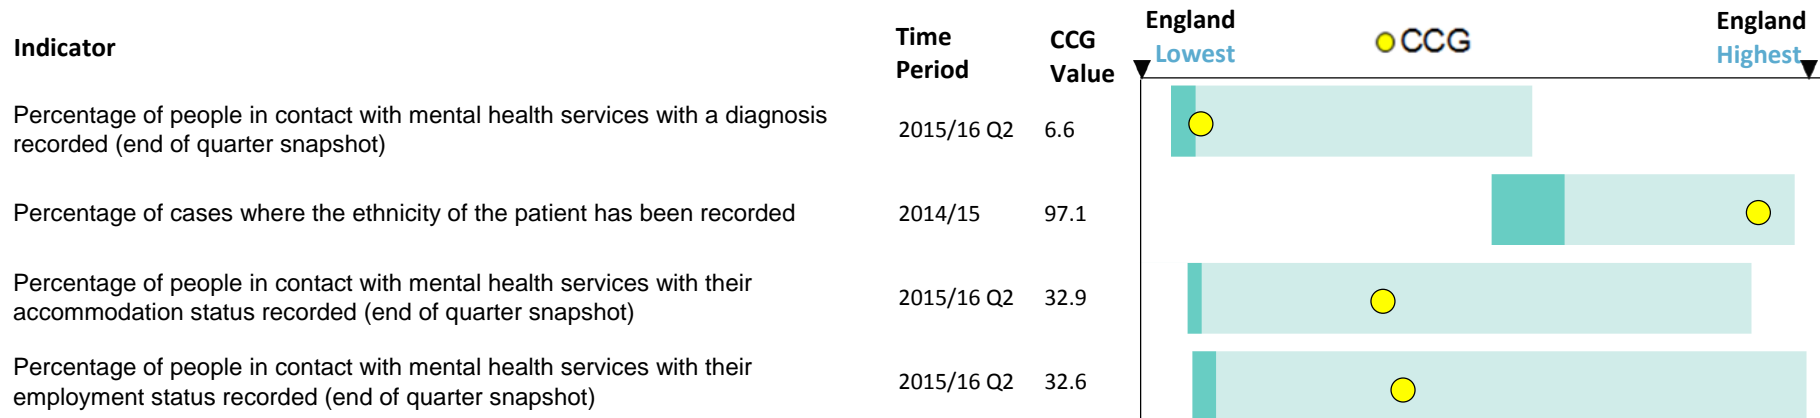 Indicator
Time Period
CCG Value
England Lowest
CCG
England Highest
Percentage of people in contact with mental health services with a diagnosis
recorded (end of quarter snapshot)
2015/16 Q2
6.6
Percentage of cases where the ethnicity of the patient has been recorded
2014/15
97.1
Percentage of people in contact with mental health services with their
accommodation status recorded (end of quarter snapshot)
2015/16 Q2
32.9
Percentage of people in contact with mental health services with their
employment status recorded (end of quarter snapshot)
2015/16 Q2
32.6